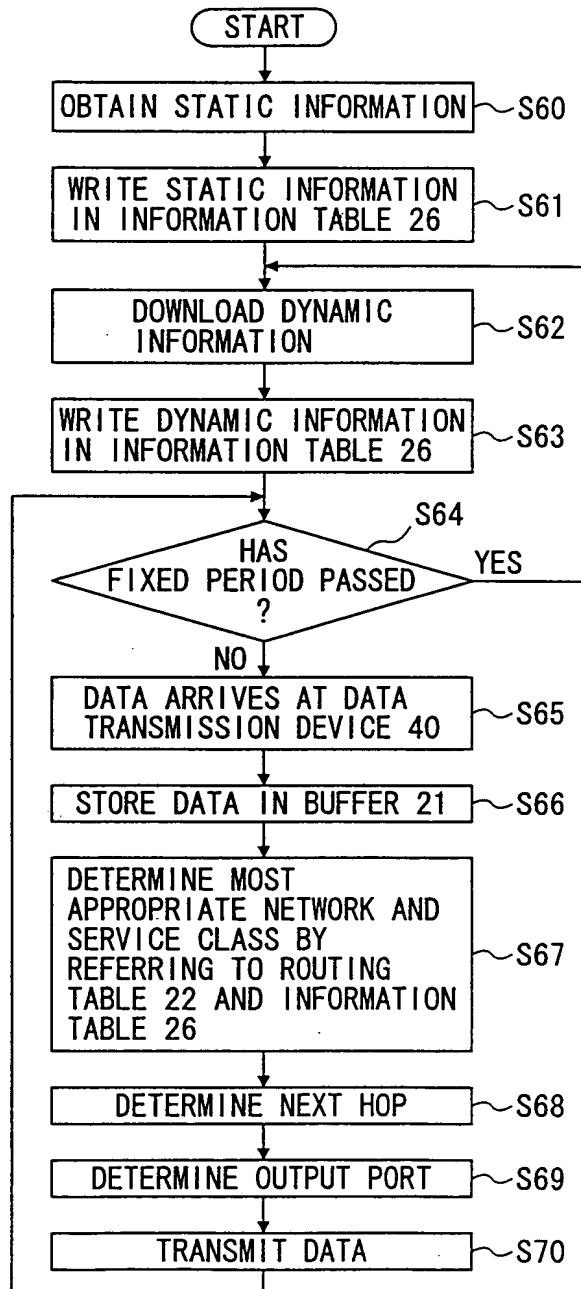 START
OBTAIN STATIC INFORMATION
S60
WRITE STATIC INFORMATION
IN INFORMATION TABLE 26
S61
DOWNLOAD DYNAMIC
INFORMATION
S62
WRITE DYNAMIC INFORMATION
IN INFORMATION TABLE 26
S63
S64
HAS
FIXED PERIOD PASSED
?
YES
NO
DATA ARRIVES AT DATA
TRANSMISSION DEVICE 40
S65
STORE DATA IN BUFFER 21
S66
DETERMINE MOST
APPROPRIATE NETWORK AND
SERVICE CLASS BY
REFERRING TO ROUTING
TABLE 22 AND INFORMATION
TABLE 26
S67
DETERMINE NEXT HOP
S68
DETERMINE OUTPUT PORT
S69
TRANSMIT DATA
S70